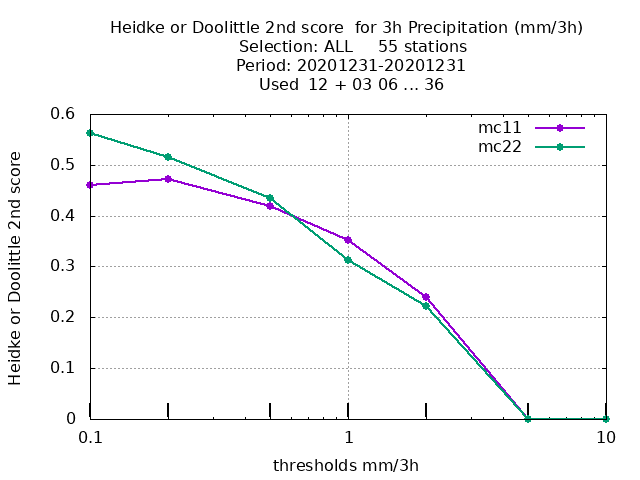 Heidke or Doolittle 2nd score  for 3h Precipitation (mm/3h)
Selection: ALL     55 stations
Period: 20201231-20201231
Used  12 + 03 06 ... 36
mc11
mc22
0.6
0.5
0.4
0.3
0.2
0.1
0
Heidke or Doolittle 2nd score
0.1 1 10
thresholds mm/3h